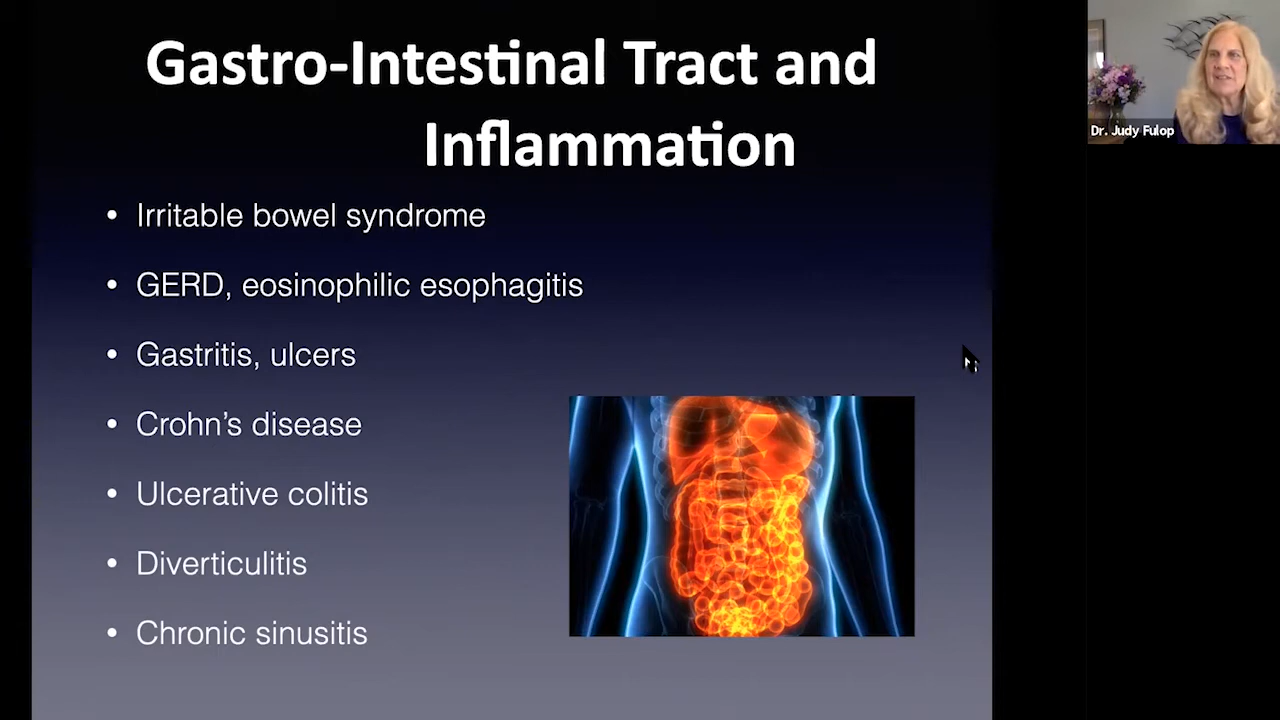 Gastro-Intestinal Tract and
Inflammation
• Irritable bowel syndrome
• GERD, eosinophilic esophagitis
• Gastritis, ulcers
• Crohn's disease
• Ulcerative colitis
• Diverticulitis
• Chronic sinusitis
Dr. Judy Fulop